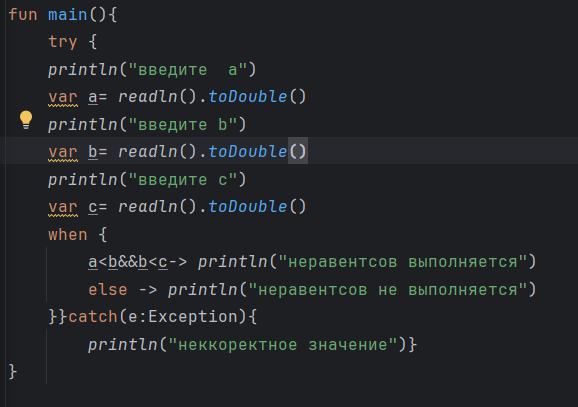 fun main(){
try {
println("введите  a")
var a= readln().toDouble()
println("введите b")
var b= readln().toDouble()
println("введите c")
var c= readln().toDouble()
when {
a<b&&b<c-> println("неравентсов выполняется")
else -> println("неравентсов не выполняется")
}}catch(e:Exception){
println("неккоректное значение")}
}